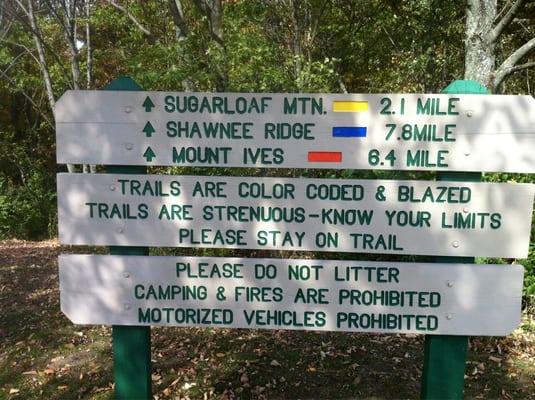 SUGARLOAF MTN. 2.1 MILE
SHAWNEE RIDGE 7.8MILE
MOUNT IVES 6.4 MILE
TRAILS ARE COLOR CODED & BLAZED
TRAILS ARE STRENUOUS-KNOW YOUR LIMITS
PLEASE STAY ON TRAIL
PLEASE DO NOT LITTER
CAMPING & FIRES ARE PROHIBITED
MOTORIZED VEHICLES PROHIBITED